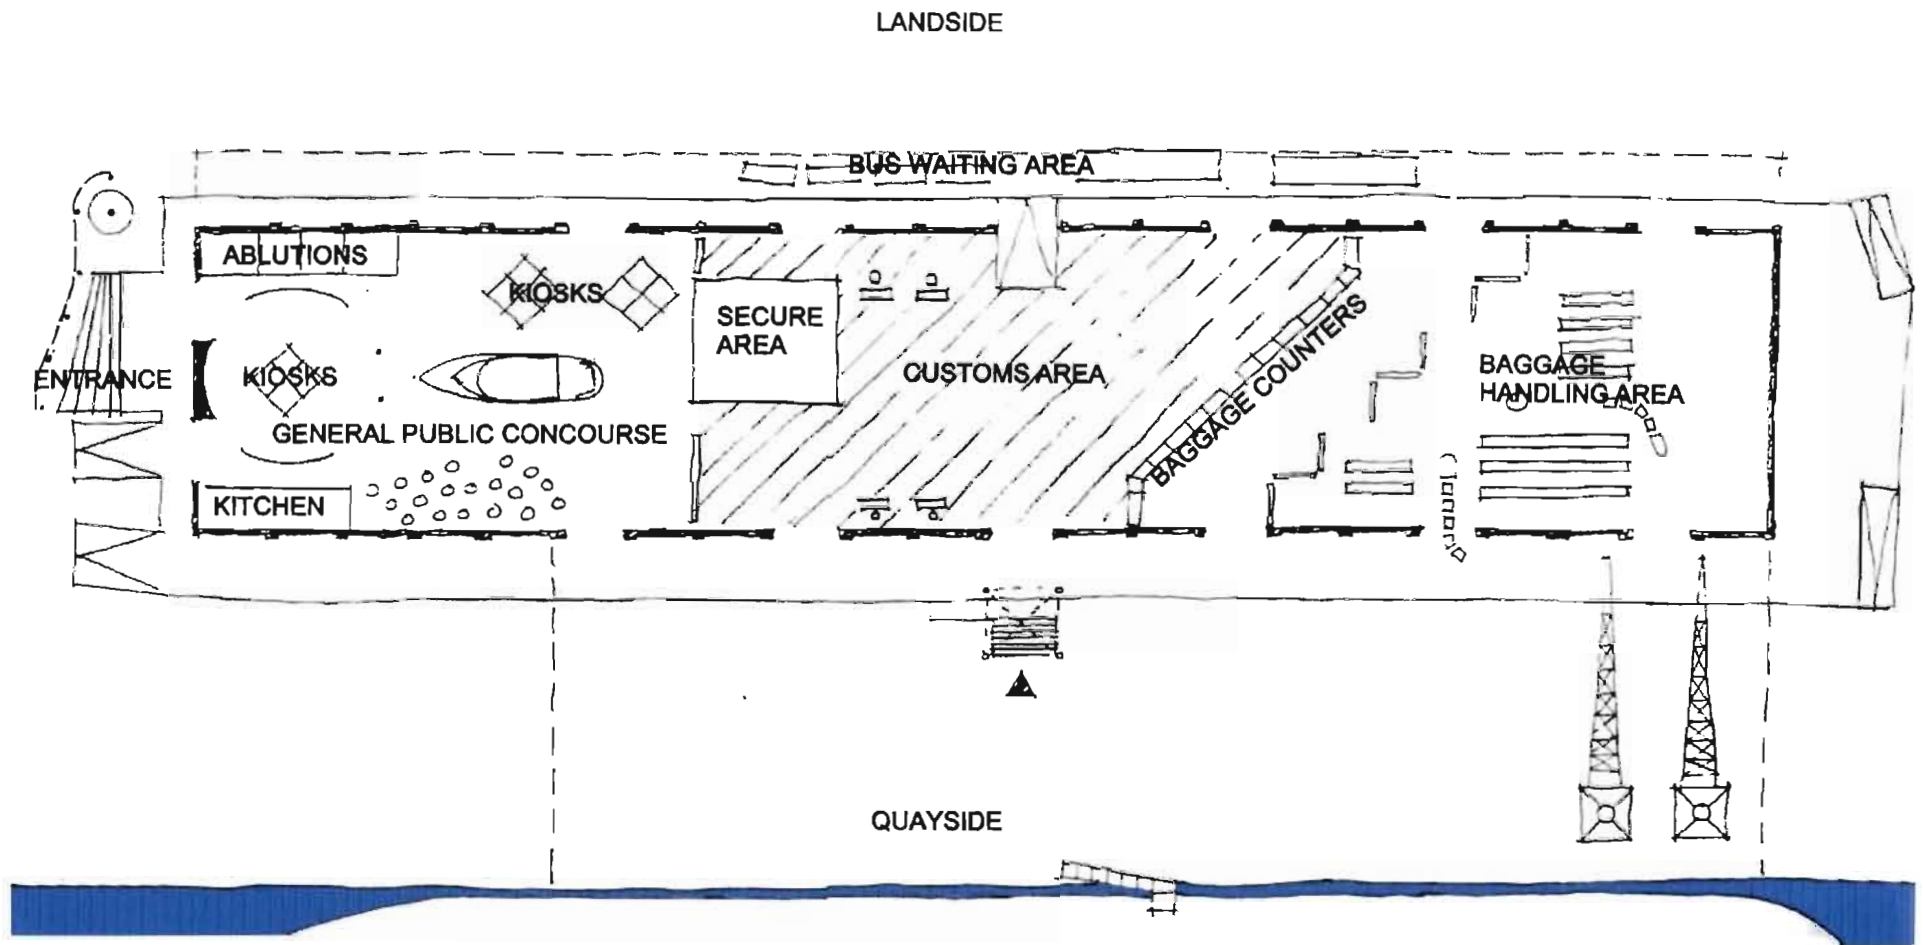 LANDSIDE
BUS WAITING AREA
ABLUTIONS
KIOSKS
SECURE
AREA
BAGGAGE COUNTERS
ENTRANCE
KIOSKS
CUSTOMS AREA
BAGGAGE
HANDLING AREA
GENERAL PUBLIC CONCOURSE
KITCHEN
QUAYSIDE